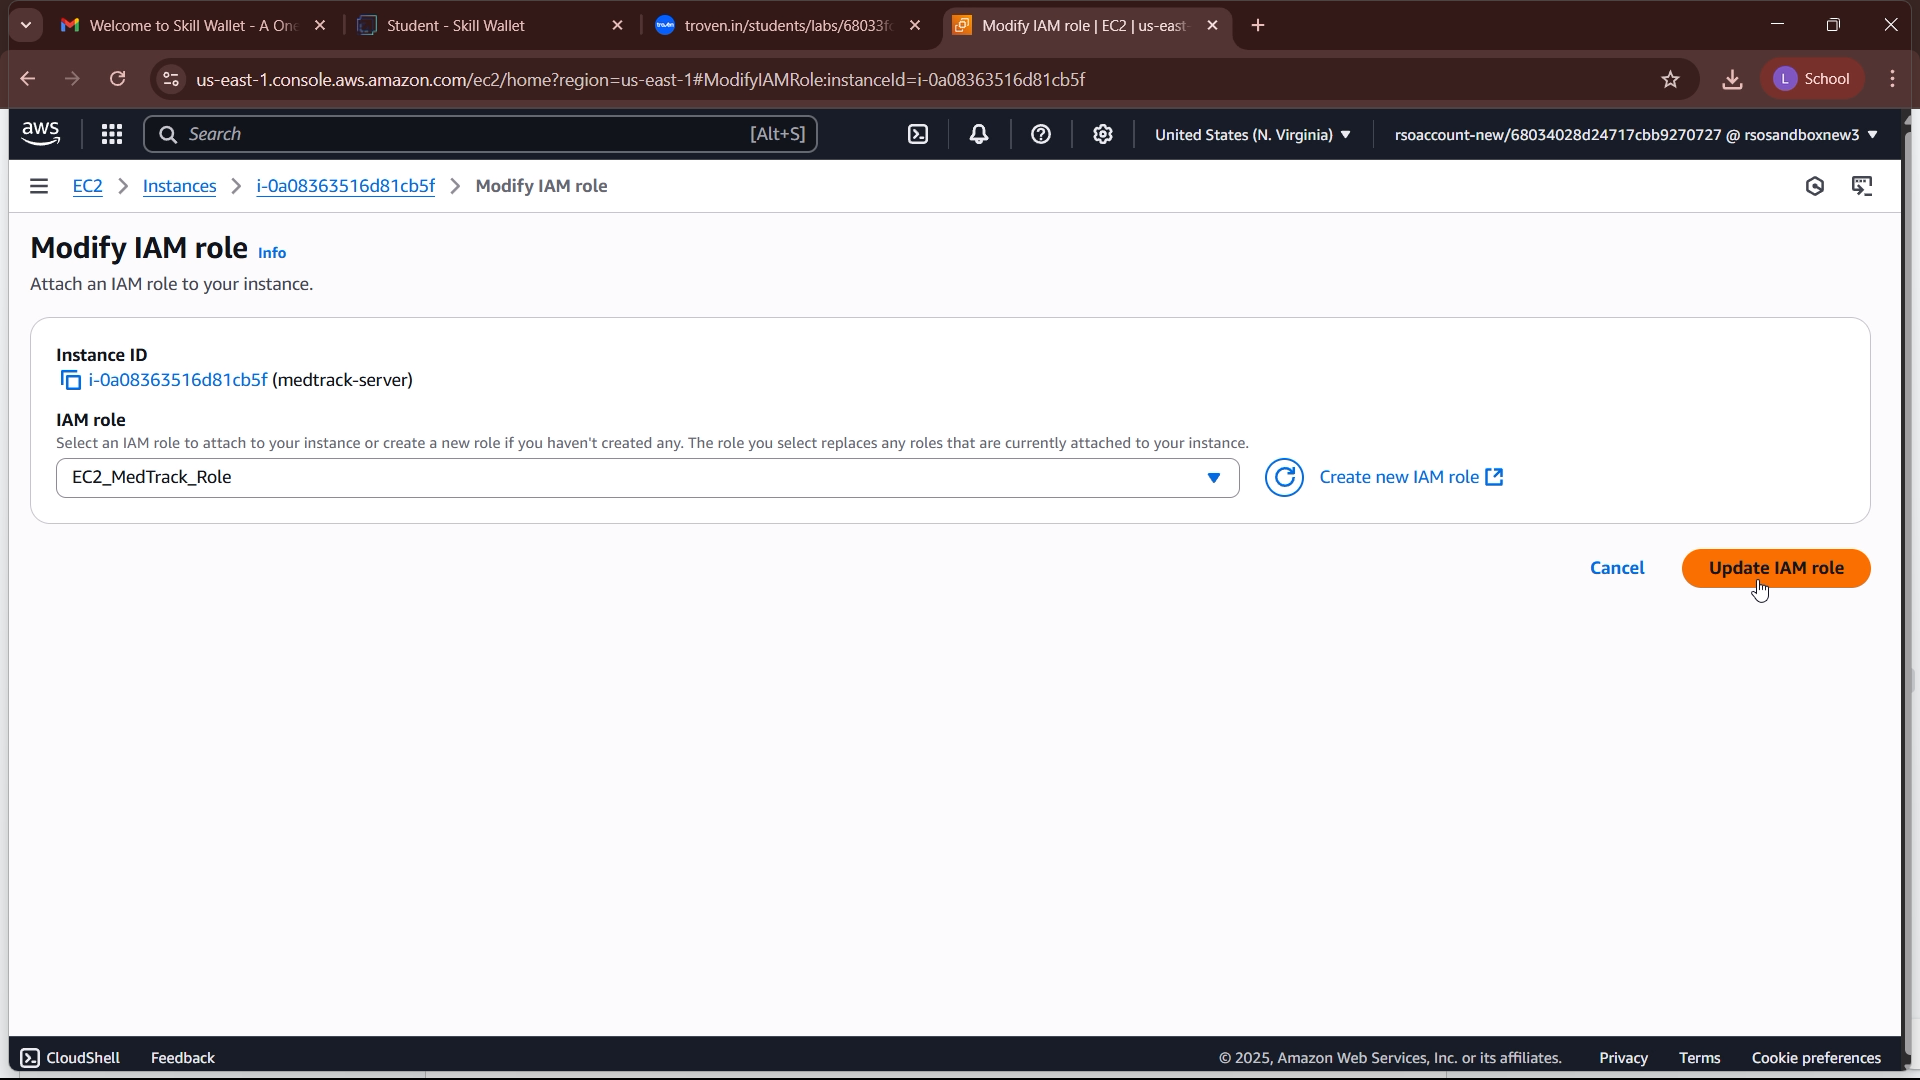 Welcome to Skill Wallet - A On
Student - Skill Wallet
troven.in/students/labs/68033f
Modify IAM role | EC2 | us-east-
us-east-1.console.aws.amazon.com/ec2/home?region=us-east-1#ModifyIAMRole:instanceId=i-0a08363516d81cb5f
L School
aws
Search [Alt+S]
United States (N. Virginia)
rsoaccount-new/68034028d24717cbb9270727 @ rsosandboxnew3
EC2 > Instances > i-0a08363516d81cb5f > Modify IAM role
Modify IAM role Info
Attach an IAM role to your instance.
Instance ID
i-0a08363516d81cb5f (medtrack-server)
IAM role
Select an IAM role to attach to your instance or create a new role if you haven't created any. The role you select replaces any roles that are currently attached to your instance.
EC2_MedTrack_Role
Create new IAM role
Cancel
Update IAM role
CloudShell
Feedback
© 2025, Amazon Web Services, Inc. or its affiliates.
Privacy
Terms
Cookie preferences